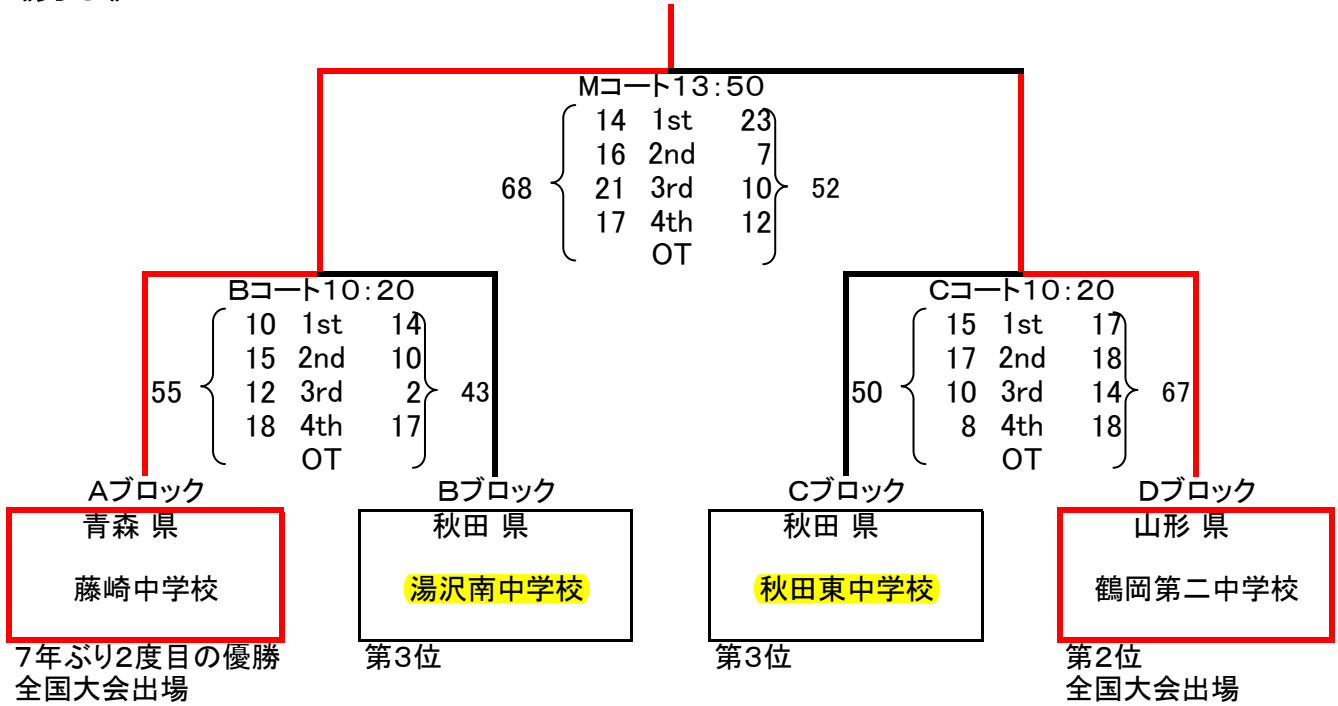 Mコート13:50
14 1st 23
16 2nd 7
68 21 3rd 10 52
17 4th 12
OT
Bコート10:20
10 1st 14
15 2nd 10
55 12 3rd 2 43
18 4th 17
OT
Cコート10:20
15 1st 17
17 2nd 18
50 10 3rd 14 67
8 4th 18
OT
Aブロック
青森 県
藤崎中学校
7年ぶり2度目の優勝
全国大会出場
Bブロック
秋田 県
湯沢南中学校
第3位
Cブロック
秋田 県
秋田東中学校
第3位
Dブロック
山形 県
鶴岡第二中学校
第2位
全国大会出場